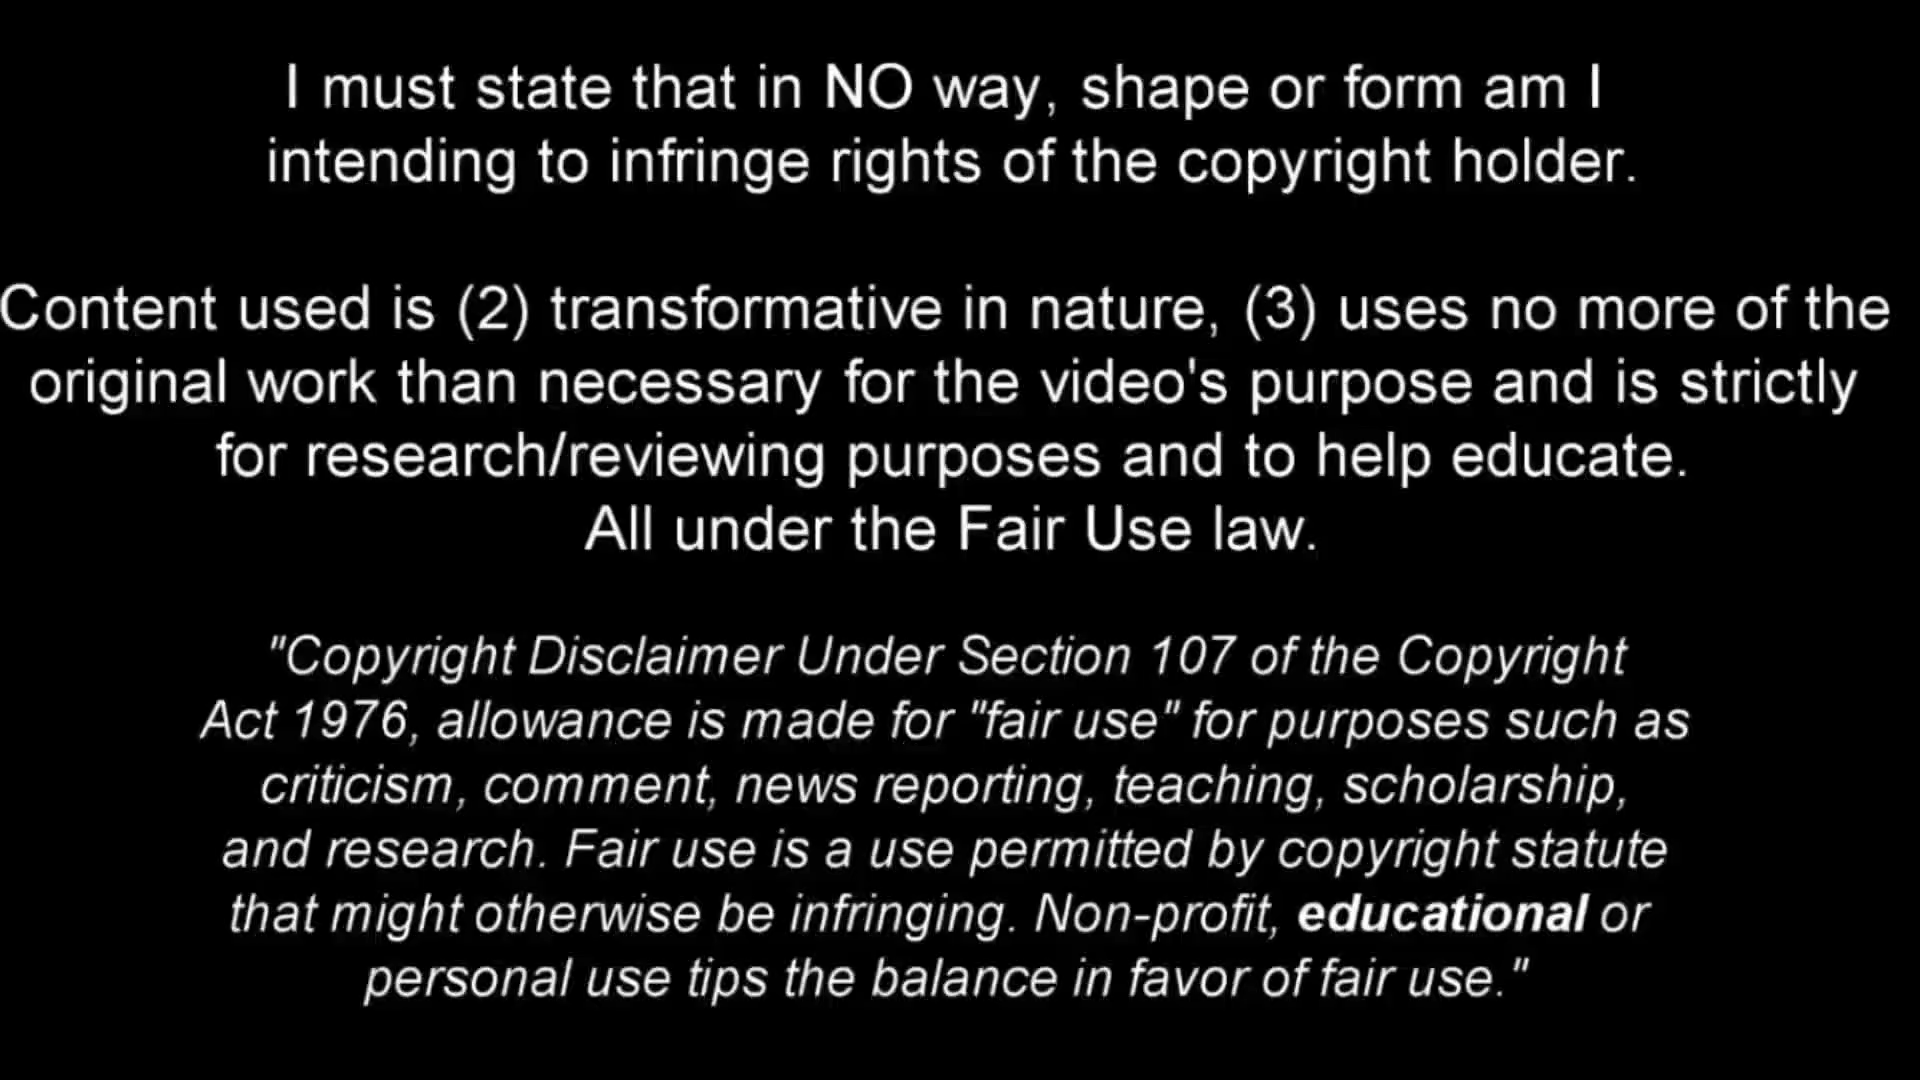 I must state that in NO way, shape or form am I
intending to infringe rights of the copyright holder.
Content used is (2) transformative in nature, (3) uses no more of the
original work than necessary for the video's purpose and is strictly
for research/reviewing purposes and to help educate.
All under the Fair Use law.
"Copyright Disclaimer Under Section 107 of the Copyright
Act 1976, allowance is made for "fair use" for purposes such as
criticism, comment, news reporting, teaching, scholarship,
and research. Fair use is a use permitted by copyright statute
that might otherwise be infringing. Non-profit, educational or
personal use tips the balance in favor of fair use."